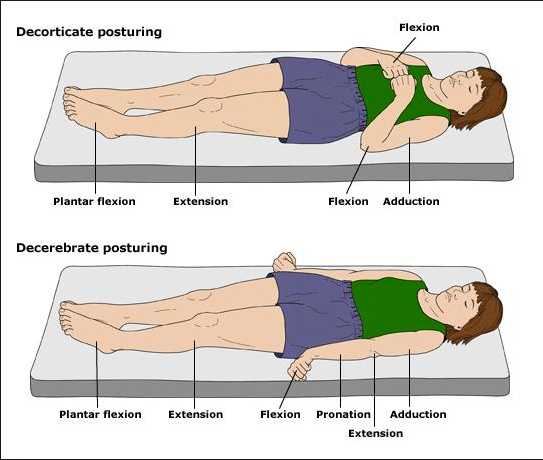 Decorticate posturing
Flexion
Plantar flexion Extension Flexion Adduction
Decerebrate posturing
Plantar flexion Extension Flexion Pronation Adduction
Extension